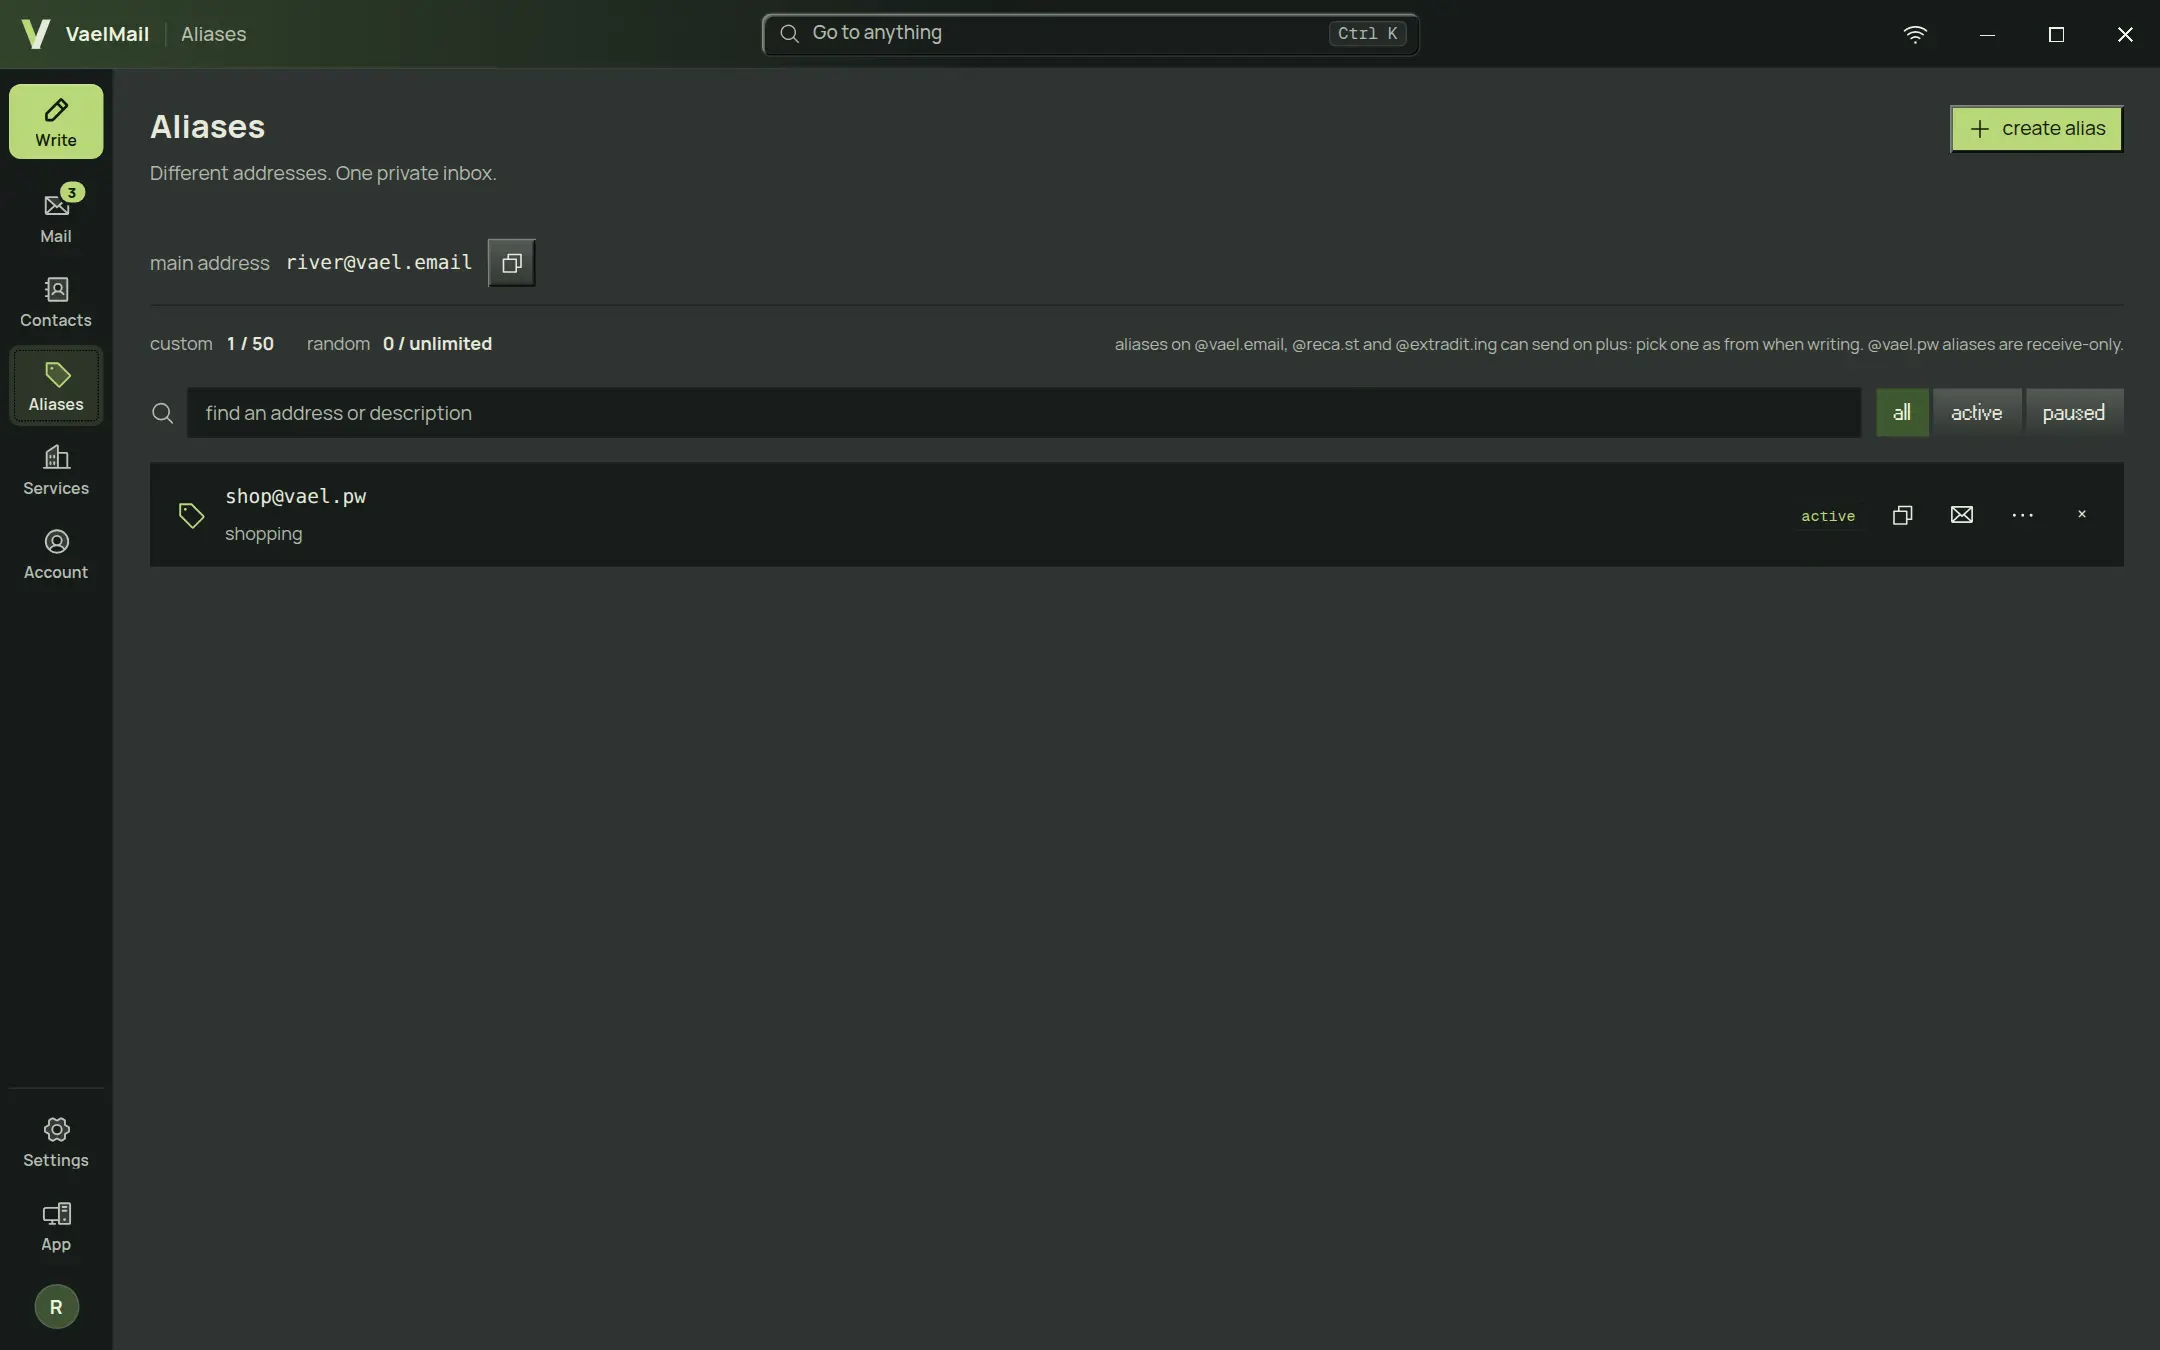 VaelMail
Aliases
Go to anything
Ctrl K
Write
3
Mail
Contacts
Aliases
Services
Account
Settings
App
R
Aliases
Different addresses. One private inbox.
+ create alias
main address river@vael.email
custom 1 / 50 random 0 / unlimited
aliases on @vael.email, @reca.st and @extradit.ing can send on plus: pick one as from when writing. @vael.pw aliases are receive-only.
find an address or description
all active paused
shop@vael.pw
shopping
active